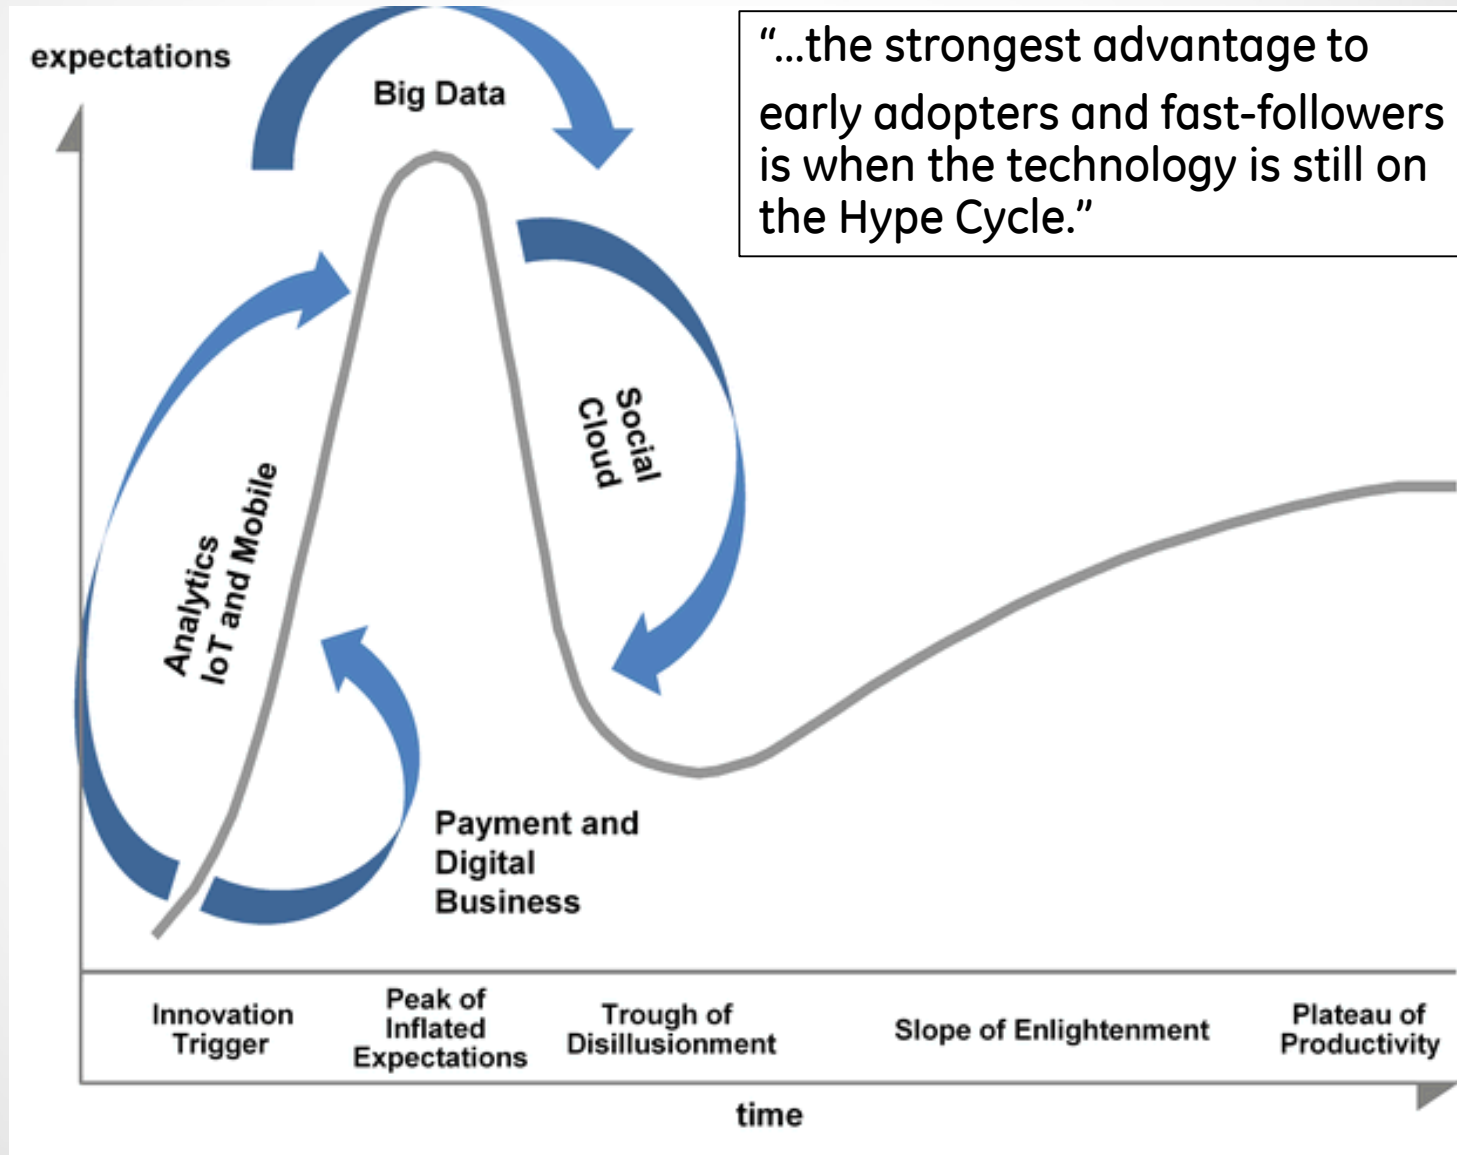 expectations
Big Data
“...the strongest advantage to
early adopters and fast-followers
is when the technology is still on
the Hype Cycle.”
Social
Cloud
Analytics
IoT and Mobile
Payment and
Digital
Business
Innovation
Trigger
Peak of
Inflated
Expectations
Trough of
Disillusionment
Slope of Enlightenment
Plateau of
Productivity
time